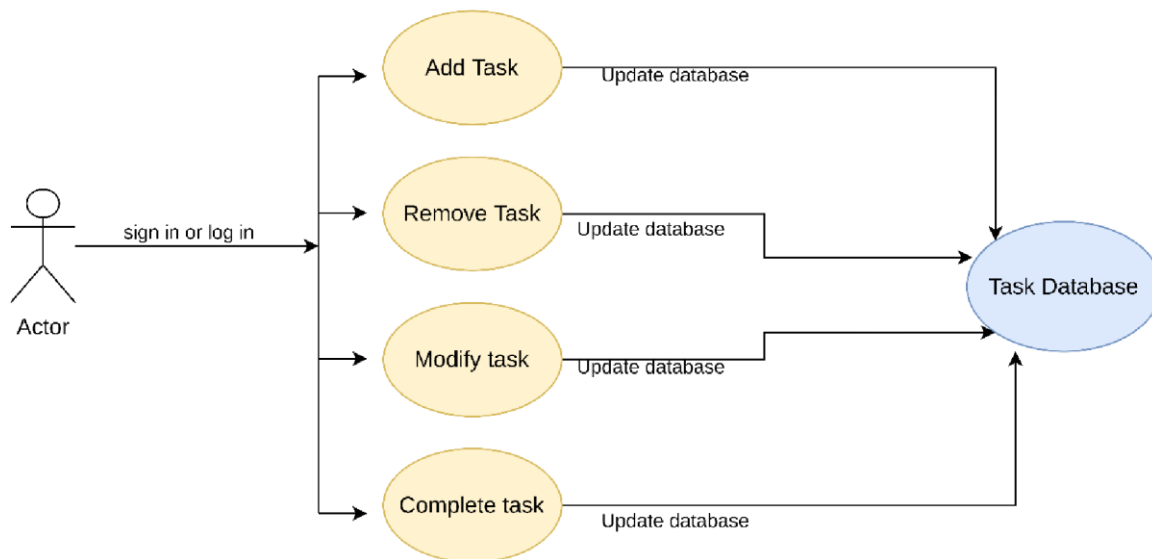 Add Task
Update database
Remove Task
Update database
sign in or log in
Actor
Task Database
Modify task
Update database
Complete task
Update database